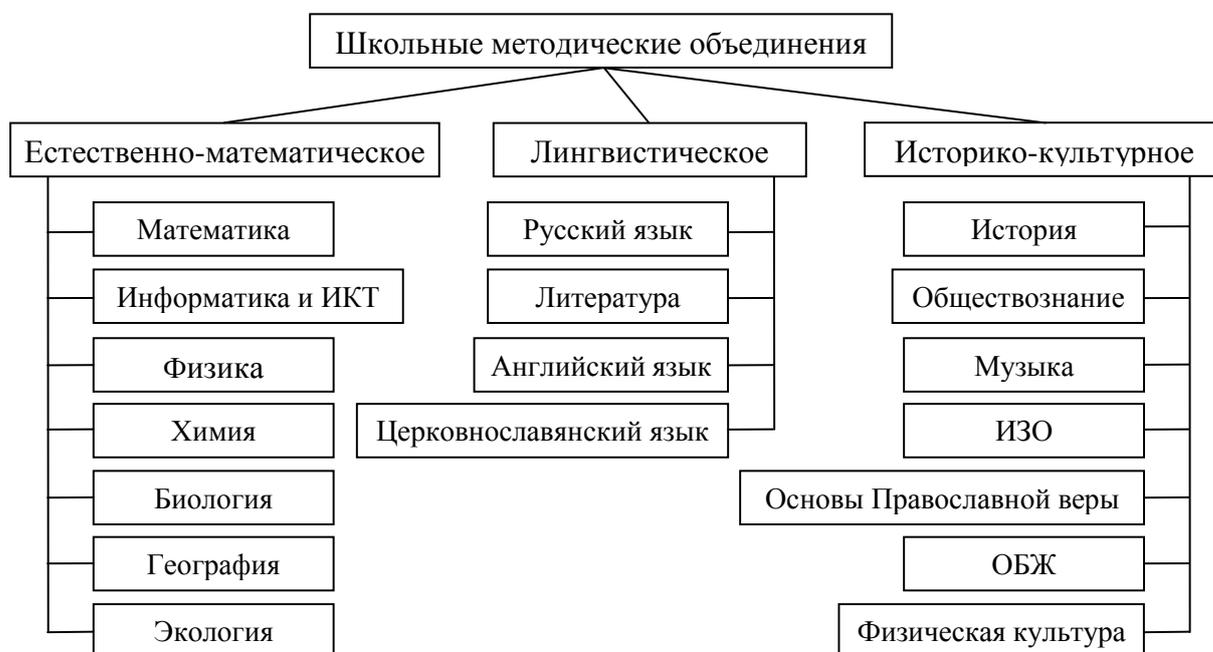 Школьные методические объединения
Естественно-математическое
Математика
Информатика и ИКТ
Физика
Химия
Биология
География
Экология
Лингвистическое
Русский язык
Литература
Английский язык
Церковнославянский язык
Историко-культурное
История
Обществознание
Музыка
ИЗО
Основы Православной веры
ОБЖ
Физическая культура